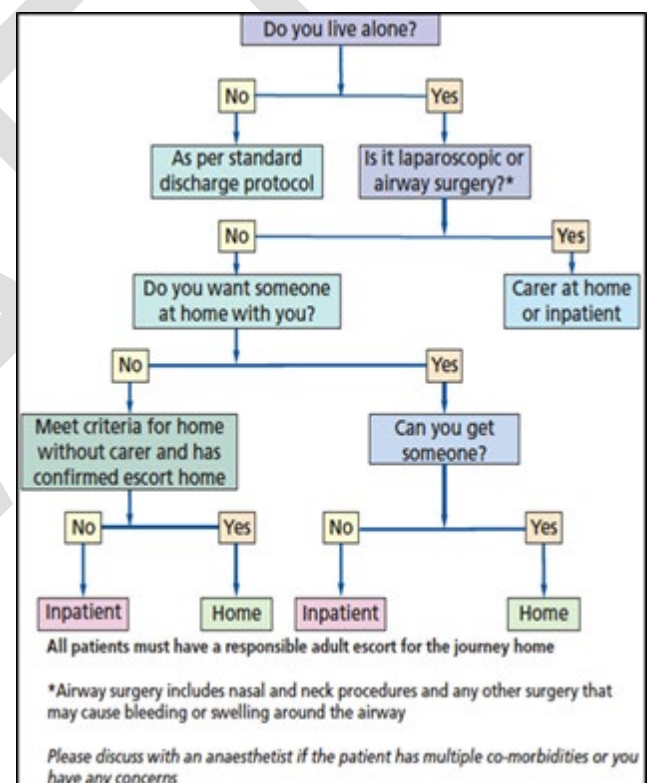 Do you live alone?
No
Yes
As per standard
discharge protocol
Is it laparoscopic or
airway surgery?*
No
Yes
Do you want someone
at home with you?
Carer at home
or inpatient
No
Yes
Meet criteria for home
without carer and has
confirmed escort home
Can you get
someone?
No
Yes
No
Yes
Inpatient
Home
Inpatient
Home
All patients must have a responsible adult escort for the journey home
*Airway surgery includes nasal and neck procedures and any other surgery that
may cause bleeding or swelling around the airway
Please discuss with an anaesthetist if the patient has multiple co-morbidities or you
have any concerns